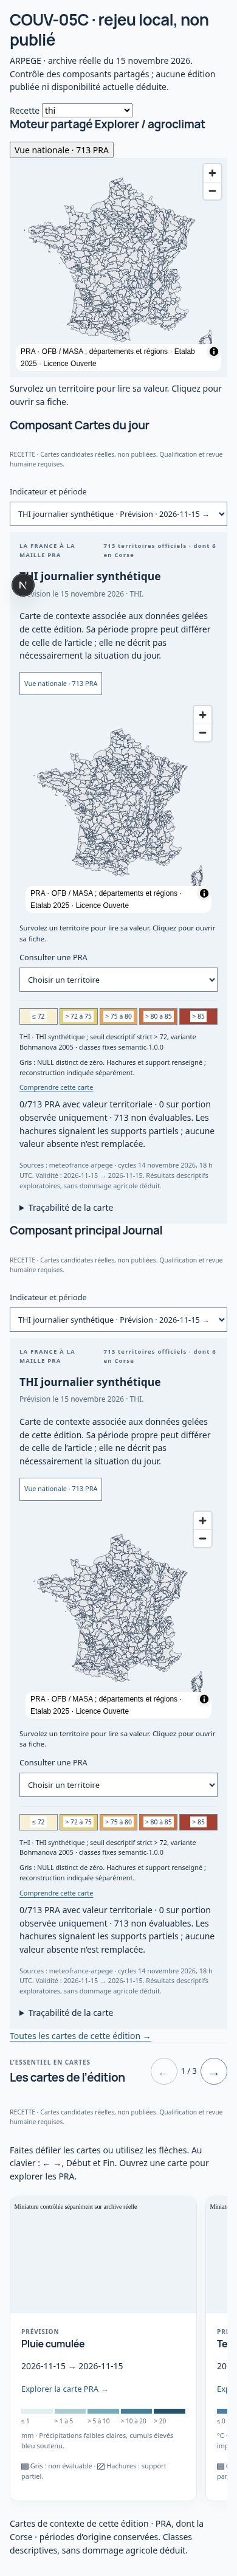 COUV-05C · rejeu local, non
publié
ARPEGE · archive réelle du 15 novembre 2026.
Contrôle des composants partagés ; aucune édition
publiée ni disponibilité actuelle déduite.
Recette thi
Moteur partagé Explorer / agroclimat
Vue nationale · 713 PRA
PRA · OFB / MASA ; départements et régions · Etalab
2025 · Licence Ouverte
Survolez un territoire pour lire sa valeur. Cliquez pour
ouvrir sa fiche.
Composant Cartes du jour
RECETTE · Cartes candidates réelles, non publiées. Qualification et revue
humaine requises.
Indicateur et période
THI journalier synthétique · Prévision · 2026-11-15 →
LA FRANCE À LA
MAILLE PRA
713 territoires officiels · dont 6
en Corse
THI journalier synthétique
Prévision le 15 novembre 2026 · THI.
Carte de contexte associée aux données gelées
de cette édition. Sa période propre peut différer
de celle de l’article ; elle ne décrit pas
nécessairement la situation du jour.
Vue nationale · 713 PRA
PRA · OFB / MASA ; départements et régions ·
Etalab 2025 · Licence Ouverte
Survolez un territoire pour lire sa valeur. Cliquez pour ouvrir
sa fiche.
Consulter une PRA
Choisir un territoire
≤ 72 > 72 à 75 > 75 à 80 > 80 à 85 > 85
THI · THI synthétique ; seuil descriptif strict > 72, variante
Bohmanova 2005 · classes fixes semantic-1.0.0
Gris : NULL distinct de zéro. Hachures et support renseigné ;
reconstruction indiquée séparément.
Comprendre cette carte
0/713 PRA avec valeur territoriale · 0 sur portion
observée uniquement · 713 non évaluables. Les
hachures signalent les supports partiels ; aucune
valeur absente n’est remplacée.
Sources : meteofrance-arpege · cycles 14 novembre 2026, 18 h
UTC. Validité : 2026-11-15 → 2026-11-15. Résultats descriptifs
exploratoires, sans dommage agricole déduit.
Traçabilité de la carte
Composant principal Journal
RECETTE · Cartes candidates réelles, non publiées. Qualification et revue
humaine requises.
Indicateur et période
THI journalier synthétique · Prévision · 2026-11-15 →
LA FRANCE À LA
MAILLE PRA
713 territoires officiels · dont 6
en Corse
THI journalier synthétique
Prévision le 15 novembre 2026 · THI.
Carte de contexte associée aux données gelées
de cette édition. Sa période propre peut différer
de celle de l’article ; elle ne décrit pas
nécessairement la situation du jour.
Vue nationale · 713 PRA
PRA · OFB / MASA ; départements et régions ·
Etalab 2025 · Licence Ouverte
Survolez un territoire pour lire sa valeur. Cliquez pour ouvrir
sa fiche.
Consulter une PRA
Choisir un territoire
≤ 72 > 72 à 75 > 75 à 80 > 80 à 85 > 85
THI · THI synthétique ; seuil descriptif strict > 72, variante
Bohmanova 2005 · classes fixes semantic-1.0.0
Gris : NULL distinct de zéro. Hachures et support renseigné ;
reconstruction indiquée séparément.
Comprendre cette carte
0/713 PRA avec valeur territoriale · 0 sur portion
observée uniquement · 713 non évaluables. Les
hachures signalent les supports partiels ; aucune
valeur absente n’est remplacée.
Sources : meteofrance-arpege · cycles 14 novembre 2026, 18 h
UTC. Validité : 2026-11-15 → 2026-11-15. Résultats descriptifs
exploratoires, sans dommage agricole déduit.
Traçabilité de la carte
Toutes les cartes de cette édition →
L’ESSENTIEL EN CARTES
Les cartes de l’édition
← 1 / 3 →
RECETTE · Cartes candidates réelles, non publiées. Qualification et revue
humaine requises.
Faites défiler les cartes ou utilisez les flèches. Au
clavier : ← →, Début et Fin. Ouvrez une carte pour
explorer les PRA.
Miniature contrôlée séparément sur archive réelle
PRÉVISION
Pluie cumulée
2026-11-15 → 2026-11-15
Explorer la carte PRA →
≤ 1 > 1 à 5 > 5 à 10 > 10 à 20 > 20
mm · Précipitations faibles claires, cumuls élevés
bleu soutenu.
Gris : non évaluable · Hachures : support
partiel.
Cartes de contexte de cette édition · PRA, dont la
Corse · périodes d’origine conservées. Classes
descriptives, sans dommage agricole déduit.